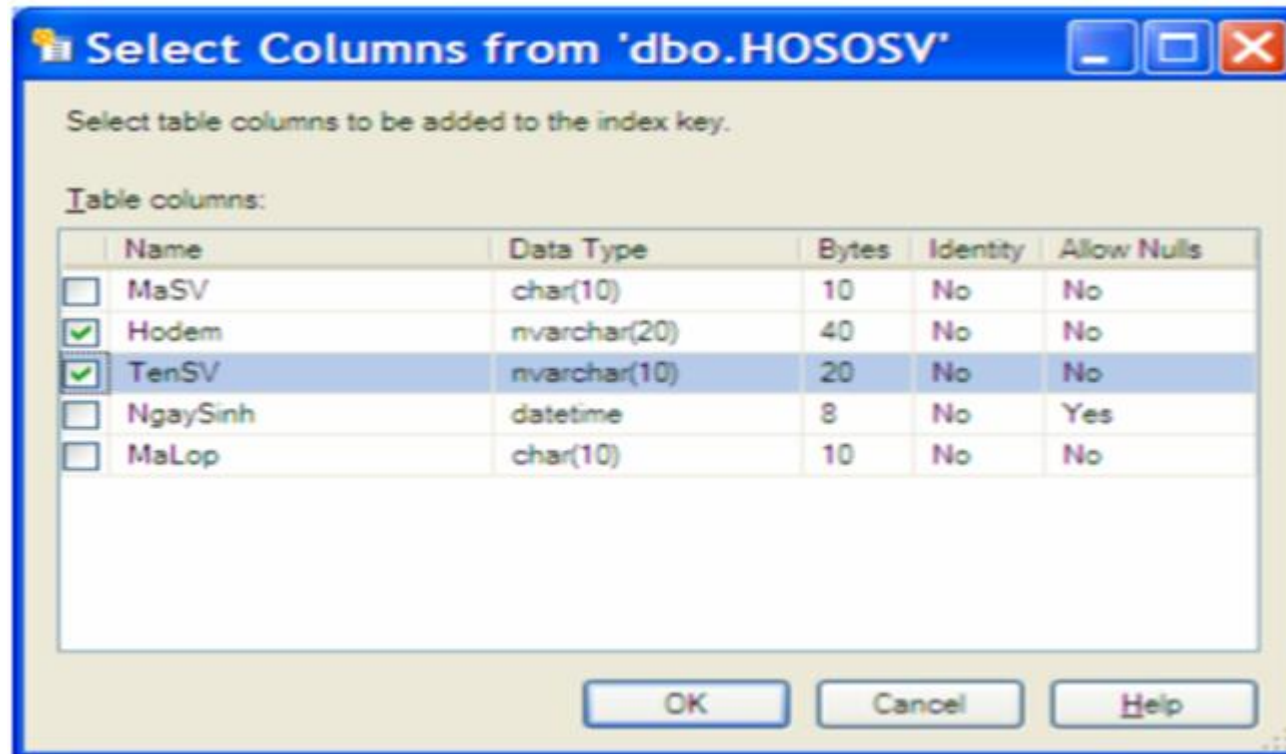 Select Columns from 'dbo.HOSOSV'
Select table columns to be added to the index key.
Table columns:
Name Data Type Bytes Identity Allow Nulls
MaSV char(10) 10 No No
Hodem nvarchar(20) 40 No No
TenSV nvarchar(10) 20 No No
NgaySinh datetime 8 No Yes
MaLop char(10) 10 No No
OK Cancel Help